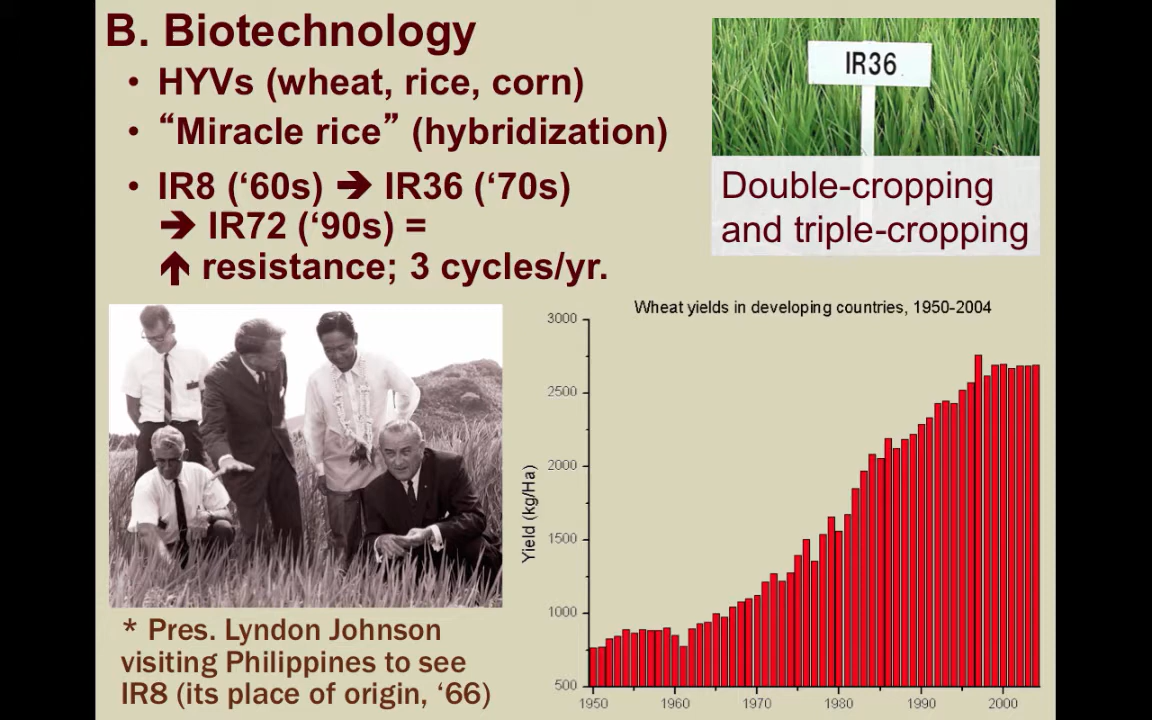 B. Biotechnology
• HYVs (wheat, rice, corn)
• “Miracle rice” (hybridization)
• IR8 (‘60s) ➔ IR36 (‘70s)
➔ IR72 (‘90s) =
↑ resistance; 3 cycles/yr.
IR36
Double-cropping
and triple-cropping
* Pres. Lyndon Johnson
visiting Philippines to see
IR8 (its place of origin, ‘66)
Wheat yields in developing countries, 1950-2004
Yield (kg/Ha)
3000
2500
2000
1500
1000
500
1950 1960 1970 1980 1990 2000